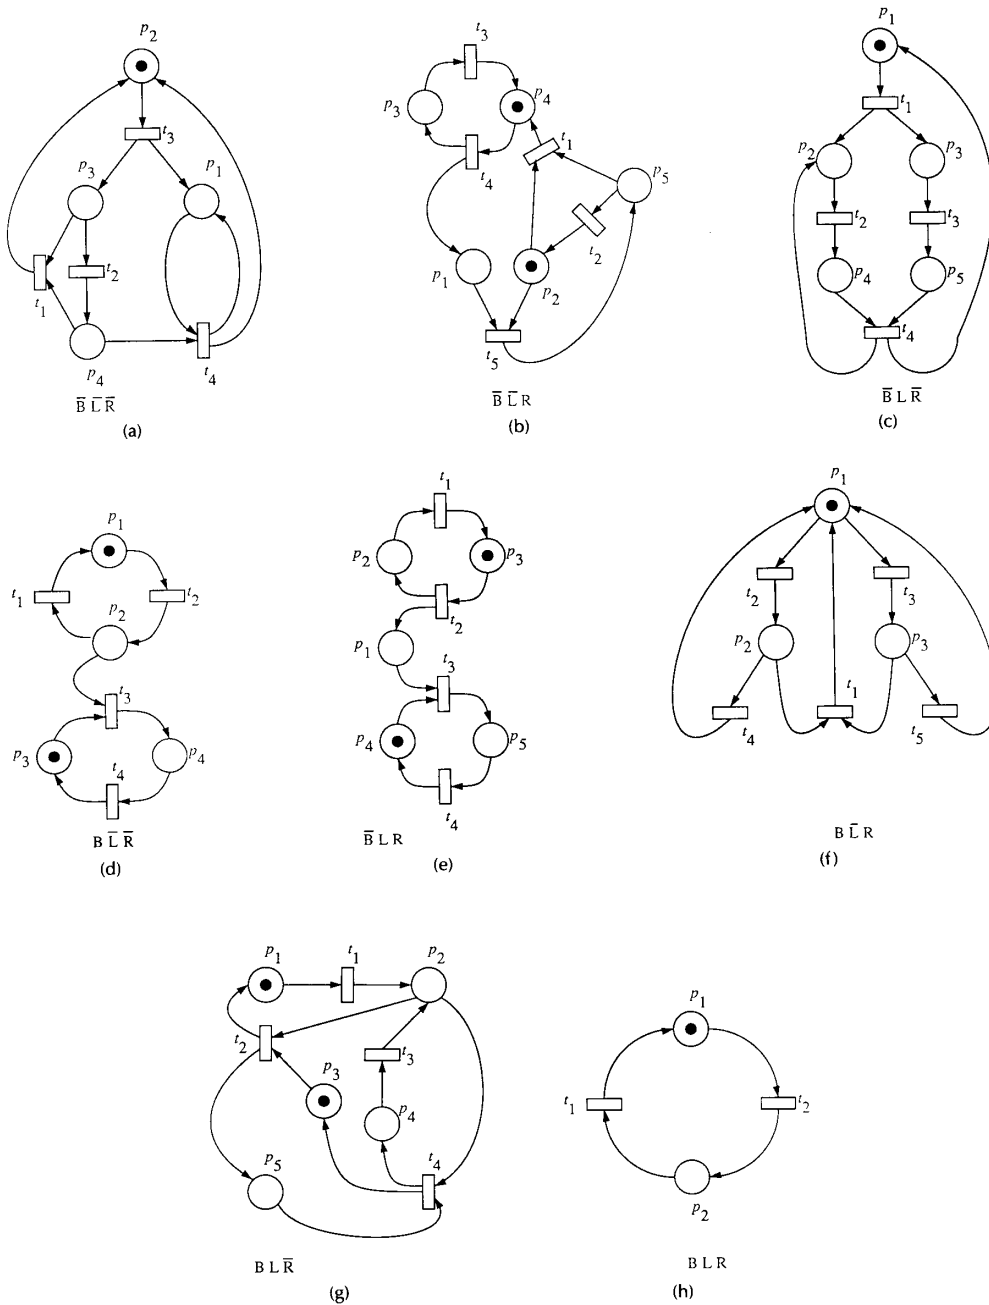 p2
t3
p3
p1
t2
t1
p4
t4
B̅ L̅ R̅
(a)
t3
p3
p4
t1
t4
p5
t2
p1
p2
t5
B̅ L̅ R
(b)
p1
t1
p2
p3
t2
t3
p4
p5
t4
B̅ L R̅
(c)
p1
t1
t2
p2
t3
p3
p4
t4
B L̅ R̅
(d)
t1
p2
p3
t2
p1
t3
p4
p5
t4
B̅ L R
(e)
p1
t2
t3
p2
p3
t1
t4
t5
B L̅ R
(f)
p1
t1
p2
t2
t3
p3
p4
p5
t4
B L R̅
(g)
p1
t1
t2
p2
B L R
(h)